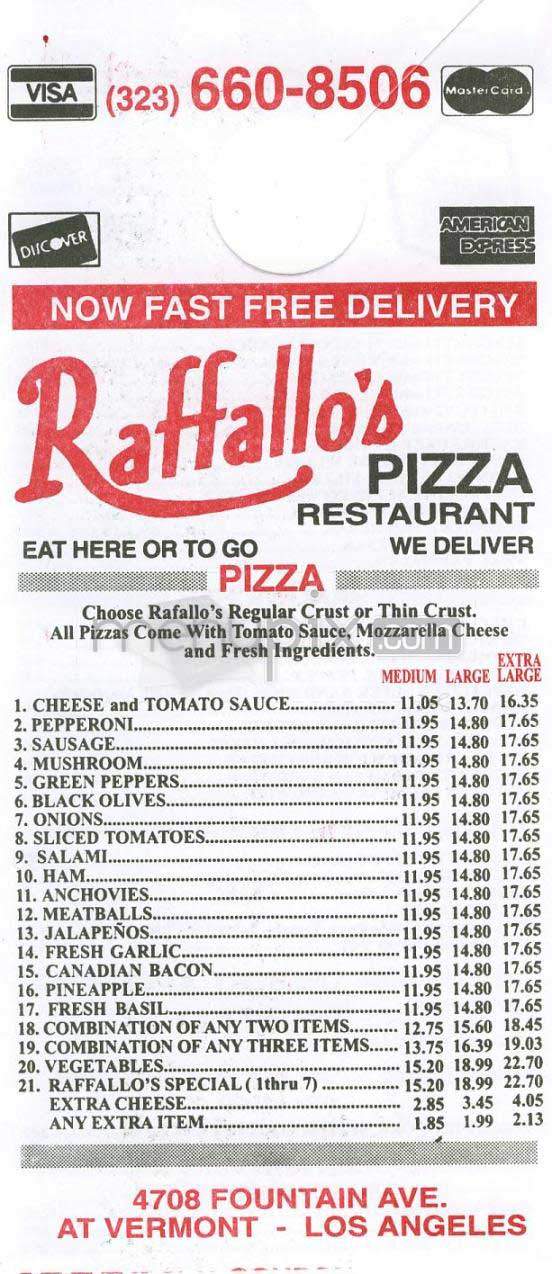 VISA (323) 660-8506 MasterCard
DISCOVER AMERICAN EXPRESS
NOW FAST FREE DELIVERY
Raffallo's
PIZZA
RESTAURANT
EAT HERE OR TO GO WE DELIVER
PIZZA
Choose Rafallo's Regular Crust or Thin Crust.
All Pizzas Come With Tomato Sauce, Mozzarella Cheese
and Fresh Ingredients.
menupix.com
MEDIUM LARGE EXTRA LARGE
1. CHEESE and TOMATO SAUCE 11.05 13.70 16.35
2. PEPPERONI 11.95 14.80 17.65
3. SAUSAGE 11.95 14.80 17.65
4. MUSHROOM 11.95 14.80 17.65
5. GREEN PEPPERS 11.95 14.80 17.65
6. BLACK OLIVES 11.95 14.80 17.65
7. ONIONS 11.95 14.80 17.65
8. SLICED TOMATOES 11.95 14.80 17.65
9. SALAMI 11.95 14.80 17.65
10. HAM 11.95 14.80 17.65
11. ANCHOVIES 11.95 14.80 17.65
12. MEATBALLS 11.95 14.80 17.65
13. JALAPEÑOS 11.95 14.80 17.65
14. FRESH GARLIC 11.95 14.80 17.65
15. CANADIAN BACON 11.95 14.80 17.65
16. PINEAPPLE 11.95 14.80 17.65
17. FRESH BASIL 11.95 14.80 17.65
18. COMBINATION OF ANY TWO ITEMS 12.75 15.60 18.45
19. COMBINATION OF ANY THREE ITEMS 13.75 16.39 19.03
20. VEGETABLES 15.20 18.99 22.70
21. RAFFALLO'S SPECIAL ( 1thru 7) 15.20 18.99 22.70
EXTRA CHEESE 2.85 3.45 4.05
ANY EXTRA ITEM 1.85 1.99 2.13
4708 FOUNTAIN AVE.
AT VERMONT - LOS ANGELES